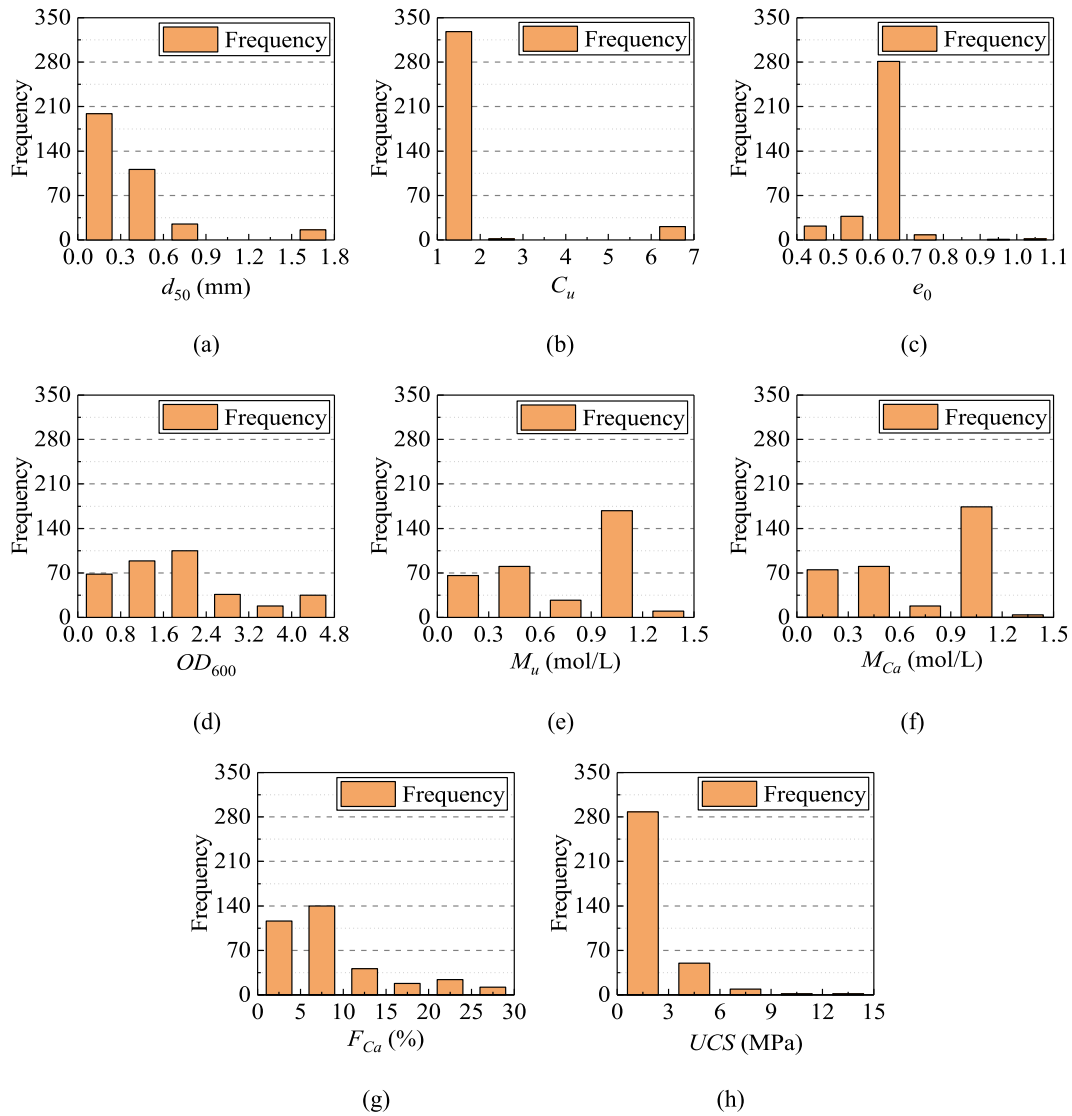 350
280
210
140
70
0
Frequency
Frequency
0.0 0.3 0.6 0.9 1.2 1.5 1.8
d50 (mm)
(a)
350
280
210
140
70
0
Frequency
Frequency
1 2 3 4 5 6 7
Cu
(b)
350
280
210
140
70
0
Frequency
Frequency
0.4 0.5 0.6 0.7 0.8 0.9 1.0 1.1
e0
(c)
350
280
210
140
70
0
Frequency
Frequency
0.0 0.8 1.6 2.4 3.2 4.0 4.8
OD600
(d)
350
280
210
140
70
0
Frequency
Frequency
0.0 0.3 0.6 0.9 1.2 1.5
Mu (mol/L)
(e)
350
280
210
140
70
0
Frequency
Frequency
0.0 0.3 0.6 0.9 1.2 1.5
MCa (mol/L)
(f)
350
280
210
140
70
0
Frequency
Frequency
0 5 10 15 20 25 30
FCa (%)
(g)
350
280
210
140
70
0
Frequency
Frequency
0 3 6 9 12 15
UCS (MPa)
(h)